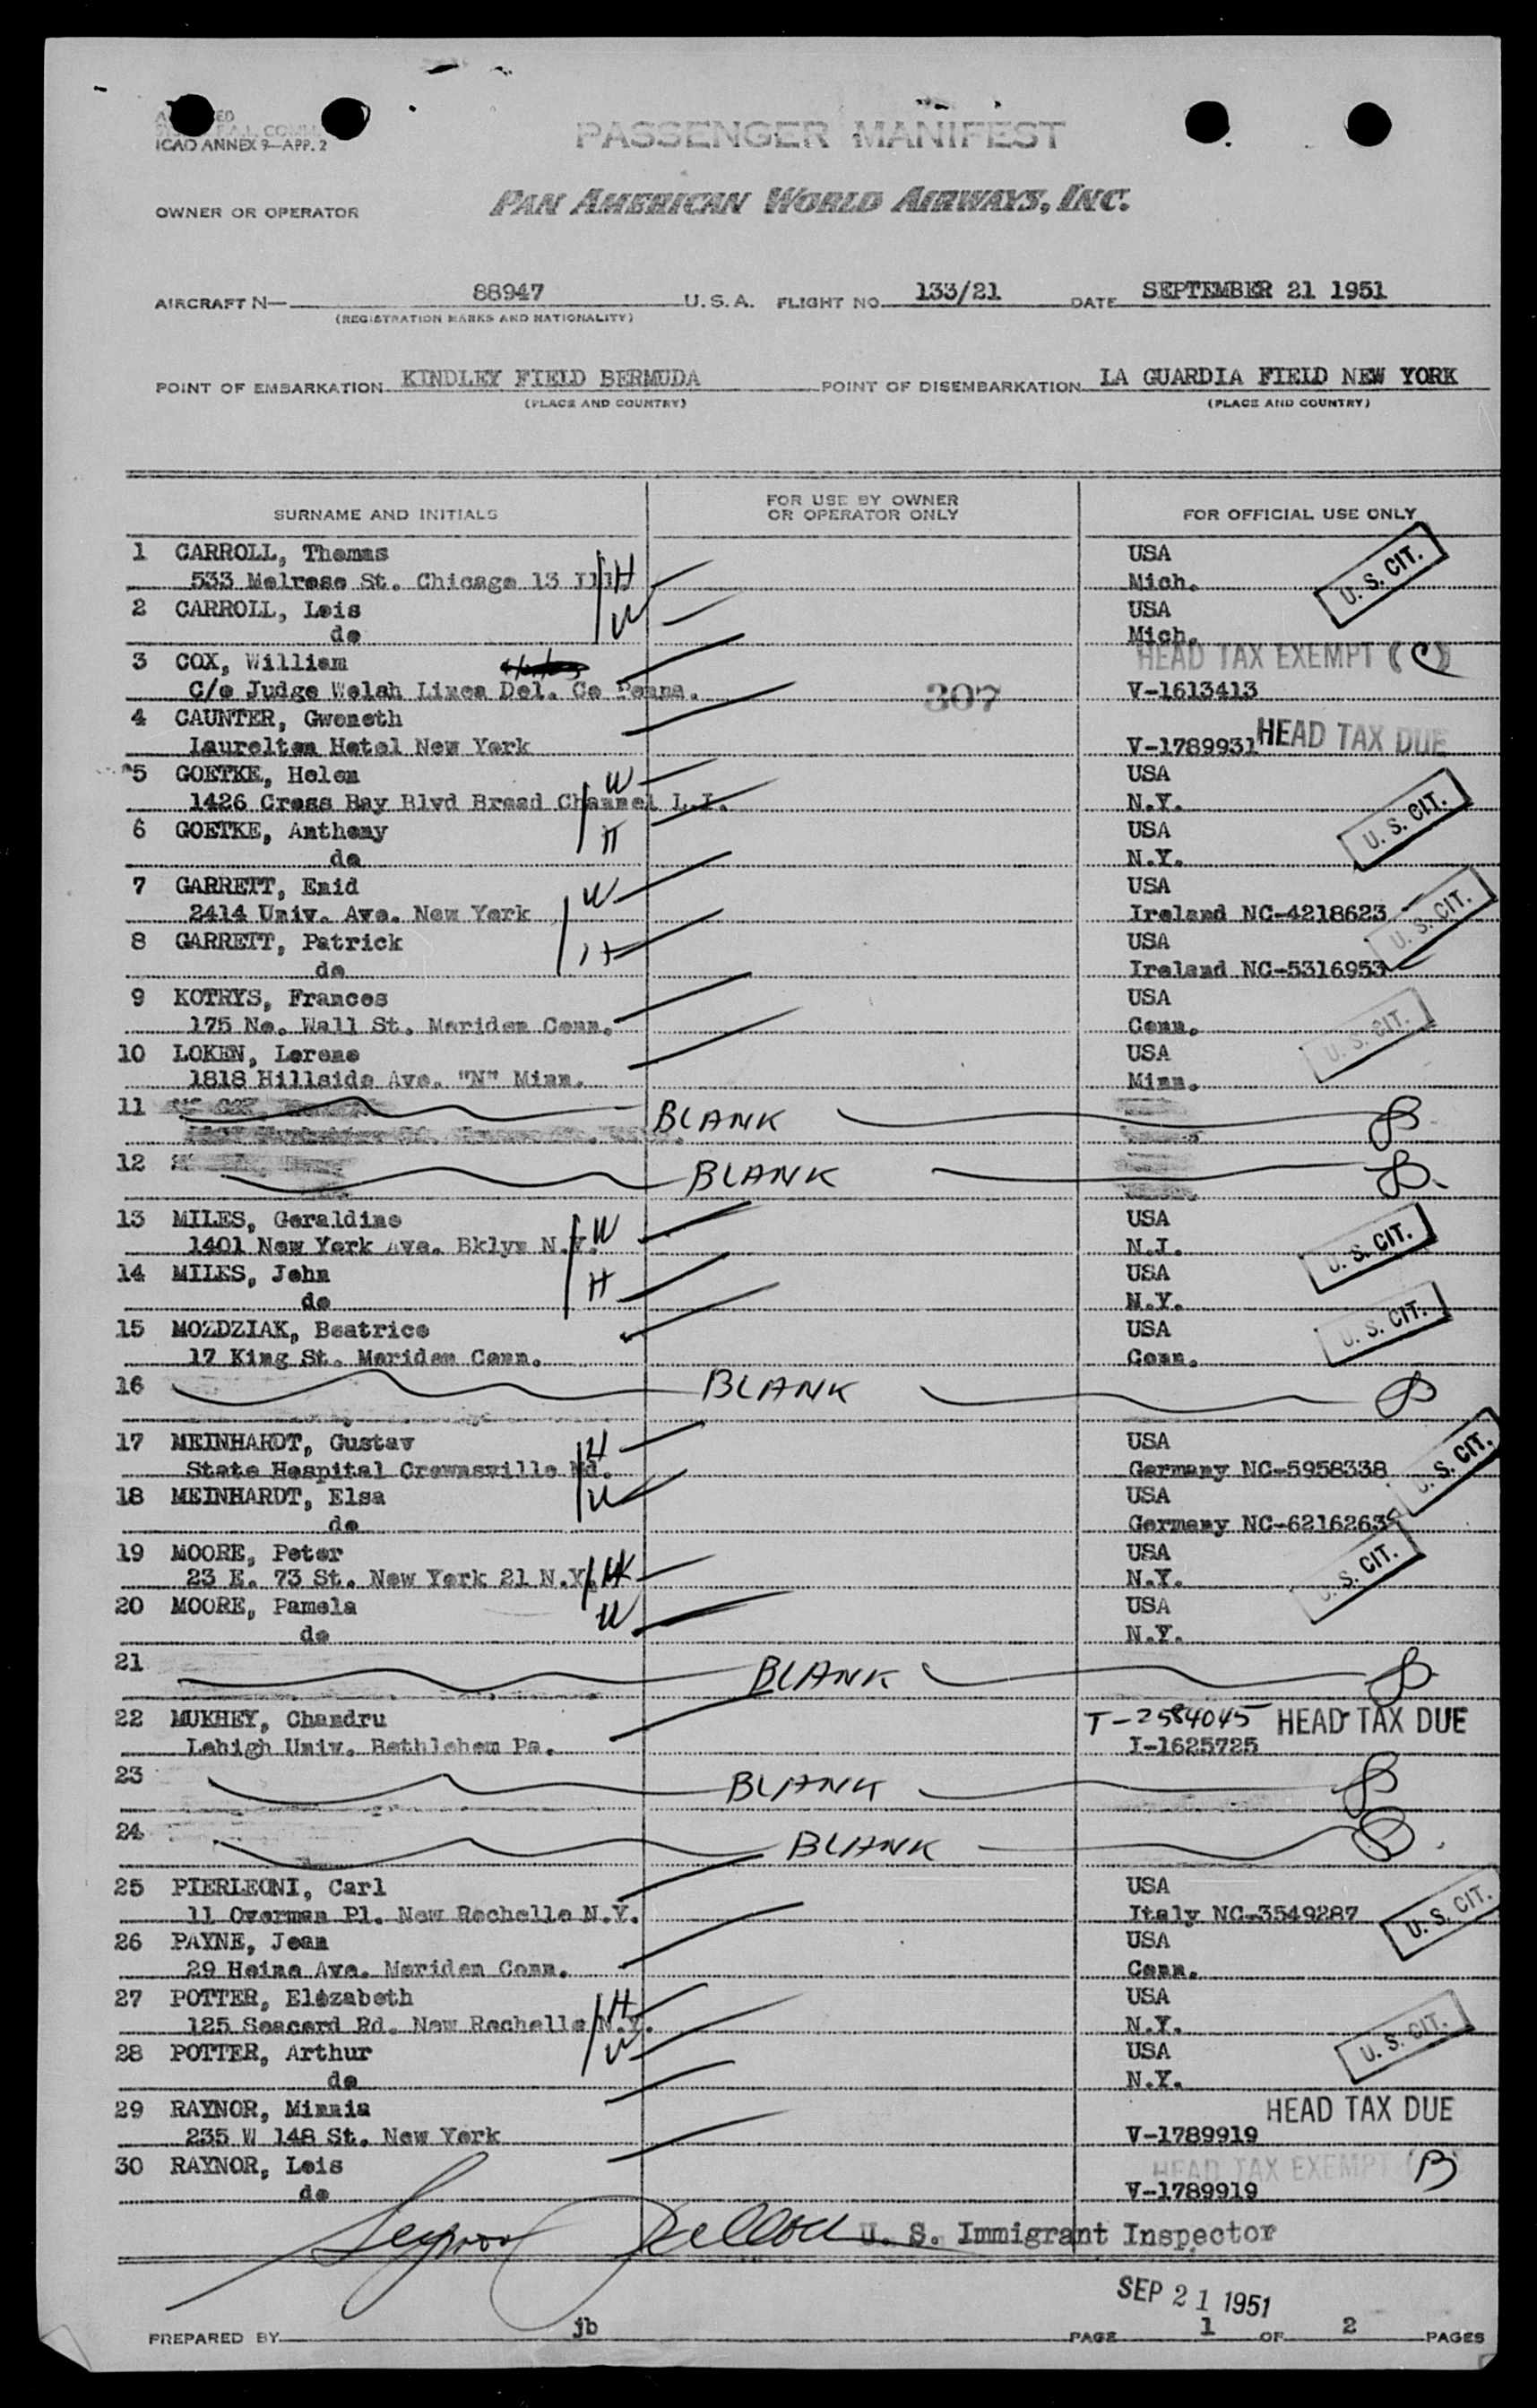 ICAO ANNEX 9—APP. 2
PASSENGER MANIFEST
OWNER OR OPERATOR
PAN AMERICAN WORLD AIRWAYS, INC.
AIRCRAFT N— 88947 U.S.A. FLIGHT NO. 133/21 DATE SEPTEMBER 21 1951
(REGISTRATION MARKS AND NATIONALITY)
POINT OF EMBARKATION KINDLEY FIELD BERMUDA POINT OF DISEMBARKATION LA GUARDIA FIELD NEW YORK
(PLACE AND COUNTRY) (PLACE AND COUNTRY)
SURNAME AND INITIALS FOR USE BY OWNER OR OPERATOR ONLY FOR OFFICIAL USE ONLY
1 CARROLL, Thomas USA
533 Melrose St. Chicago 13 Ill. H Mich. U. S. CIT.
2 CARROLL, Lois W USA
do Mich.
3 COX, William HEAD TAX EXEMPT (C)
C/o Judge Welsh Linea Del. Co Penna. 307 V-1613413
4 CAUNTER, Gweneth
Laurelton Hotel New York V-1789931 HEAD TAX DUE
5 GOETKE, Helen W USA
1426 Cross Bay Blvd Broad Channel L.I. N.Y. U. S. CIT.
6 GOETKE, Anthony H USA
do N.Y.
7 GARRETT, Enid W USA
2414 Univ. Ave. New York Ireland NC-4218623 U. S. CIT.
8 GARRETT, Patrick H USA
do Ireland NC-5316953
9 KOTRYS, Frances USA
175 No. Wall St. Meriden Conn. Conn. U. S. CIT.
10 LOKEN, Lorene USA
1818 Hillside Ave. "N" Minn. Minn.
11 BLANK
12 BLANK
13 MILES, Geraldine W USA
1401 New York Ave. Bklyn N.Y. N.J. U. S. CIT.
14 MILES, John H USA
do N.Y.
15 MOZDZIAK, Beatrice USA U. S. CIT.
17 King St. Meriden Conn. Conn.
16 BLANK
17 MEINHARDT, Gustav H USA
State Hospital Crownsville Md. Germany NC-5958338 U. S. CIT.
18 MEINHARDT, Elsa W USA
do Germany NC-6216263
19 MOORE, Peter USA
23 E. 73 St. New York 21 N.Y. H N.Y. U. S. CIT.
20 MOORE, Pamela W USA
do N.Y.
21 BLANK
22 MUKHEY, Chandru T-2584045 HEAD TAX DUE
Lehigh Univ. Bethlehem Pa. I-1625725
23 BLANK
24 BLANK
25 PIERLEONI, Carl USA
11 Overman Pl. New Rochelle N.Y. Italy NC-3549287 U. S. CIT.
26 PAYNE, Jean USA
29 Heine Ave. Meriden Conn. Conn.
27 POTTER, Elizabeth H USA
125 Seacord Rd. New Rochelle N.Y. N.Y. U. S. CIT.
28 POTTER, Arthur W USA
do N.Y.
29 RAYNOR, Minnie HEAD TAX DUE
235 W 148 St. New York V-1789919
30 RAYNOR, Lois HEAD TAX EXEMPT (B)
do V-1789919
U. S. Immigrant Inspector
SEP 21 1951
PREPARED BY jb PAGE 1 OF 2 PAGES